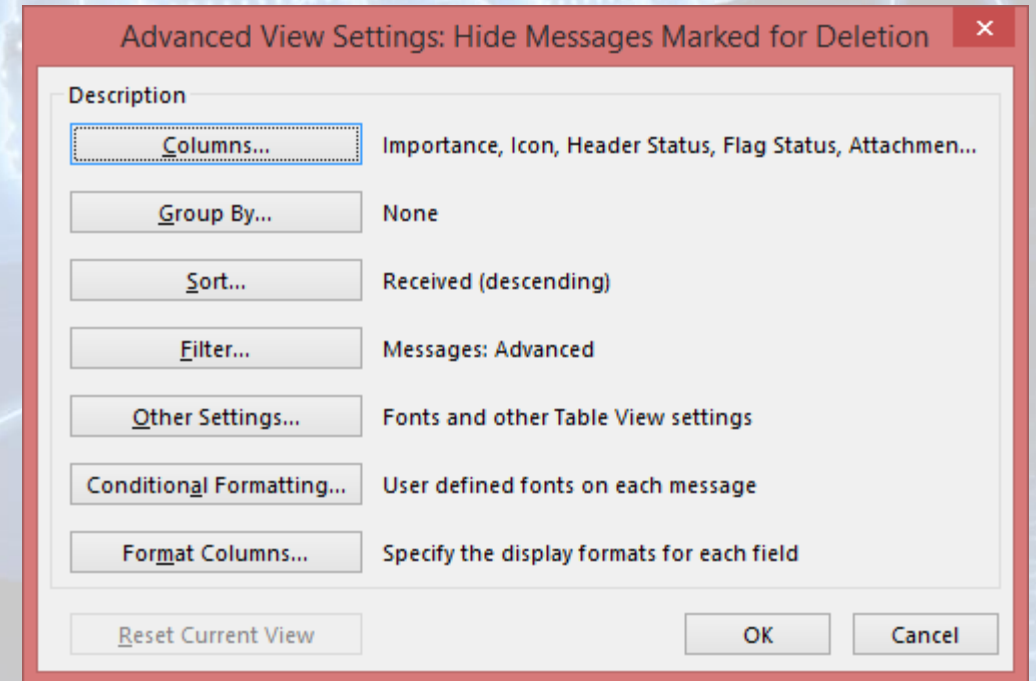 Advanced View Settings: Hide Messages Marked for Deletion
Description
Columns... Importance, Icon, Header Status, Flag Status, Attachmen...
Group By... None
Sort... Received (descending)
Filter... Messages: Advanced
Other Settings... Fonts and other Table View settings
Conditional Formatting... User defined fonts on each message
Format Columns... Specify the display formats for each field
Reset Current View OK Cancel